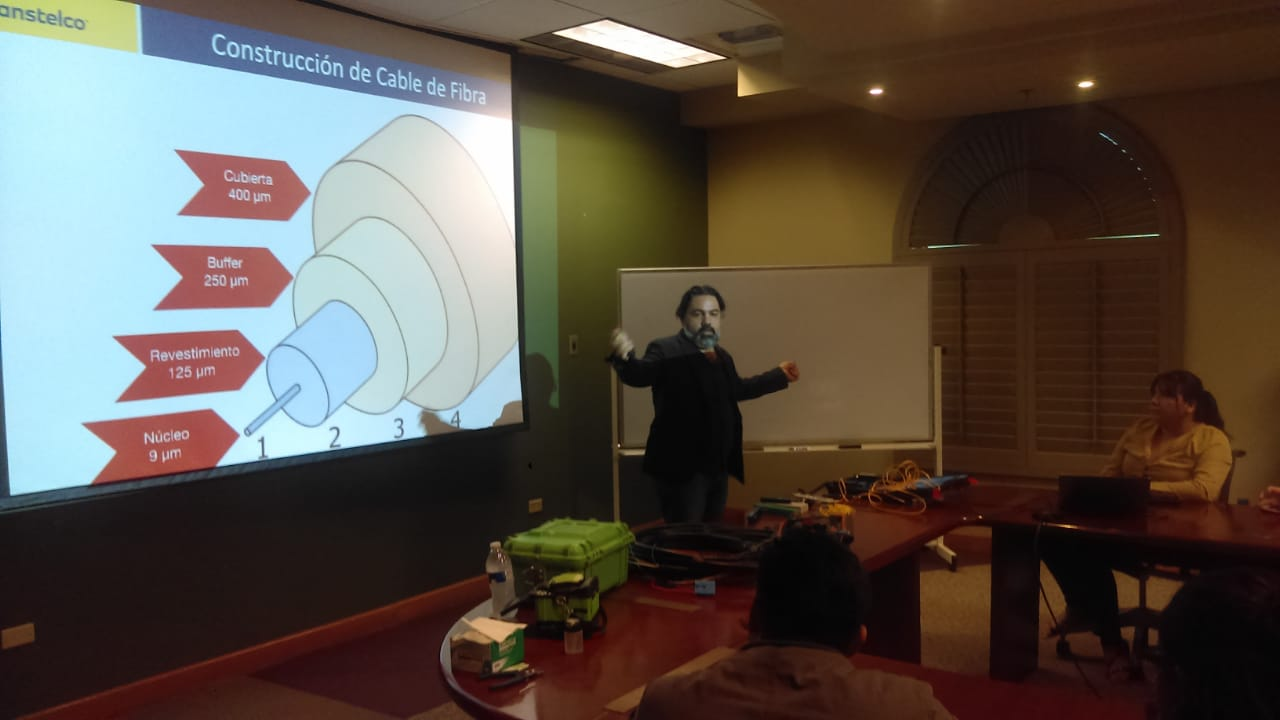 anstelco
Construcción de Cable de Fibra
Cubierta
400 µm
Buffer
250 µm
Revestimiento
125 µm
Núcleo
9 µm
1
2
3
4